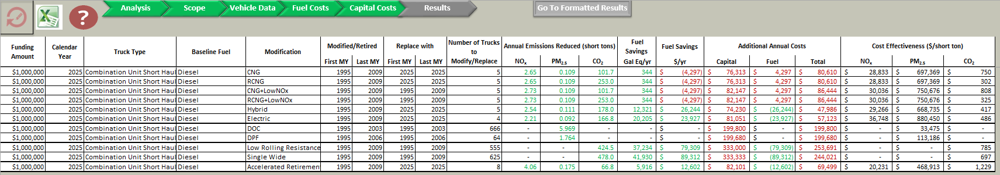 Analysis Scope Vehicle Data Fuel Costs Capital Costs Results Go To Formatted Results
X ?
Funding Amount Calendar Year Truck Type Baseline Fuel Modification Modified/Retired Replace with Number of Trucks to Modify/Replace Annual Emissions Reduced (short tons) Fuel Savings Fuel Savings Additional Annual Costs Cost Effectiveness ($/short ton)
First MY Last MY First MY Last MY NOx PM2.5 CO2 Gal Eq/yr $/yr Capital Fuel Total NOx PM2.5 CO2
$1,000,000 2025 Combination Unit Short Haul Diesel CNG 1995 2009 2025 2025 5 2.65 0.109 101.7 344 $ (4,297) $ 76,313 $ 4,297 $ 80,610 $ 28,833 $ 697,369 $ 750
$1,000,000 2025 Combination Unit Short Haul Diesel RCNG 1995 2009 2025 2025 5 2.65 0.109 253.0 344 $ (4,297) $ 76,313 $ 4,297 $ 80,610 $ 28,833 $ 697,369 $ 302
$1,000,000 2025 Combination Unit Short Haul Diesel CNG+LowNOx 1995 2009 1995 2009 5 2.73 0.109 101.7 344 $ (4,297) $ 82,147 $ 4,297 $ 86,444 $ 30,036 $ 750,676 $ 808
$1,000,000 2025 Combination Unit Short Haul Diesel RCNG+LowNOx 1995 2009 1995 2009 5 2.73 0.109 253.0 344 $ (4,297) $ 82,147 $ 4,297 $ 86,444 $ 30,036 $ 750,676 $ 325
$1,000,000 2025 Combination Unit Short Haul Diesel Hybrid 1995 2009 2025 2025 5 2.54 0.111 178.0 12,321 $ 26,244 $ 74,230 $ (26,244) $ 47,986 $ 29,266 $ 668,735 $ 417
$1,000,000 2025 Combination Unit Short Haul Diesel Electric 1995 2009 2025 2025 4 2.21 0.092 166.8 20,205 $ 23,927 $ 81,051 $ (23,927) $ 57,123 $ 36,748 $ 880,450 $ 486
$1,000,000 2025 Combination Unit Short Haul Diesel DOC 1995 2003 1995 2003 666 - 5.969 - - $ - $ 199,800 $ - $ 199,800 $ - $ 33,475 $ -
$1,000,000 2025 Combination Unit Short Haul Diesel DPF 1995 2006 1995 2006 64 - 1.764 - - $ - $ 199,680 $ - $ 199,680 $ - $ 113,186 $ -
$1,000,000 2025 Combination Unit Short Haul Diesel Low Rolling Resistance 1995 2009 1995 2009 555 - - 424.5 37,234 $ 79,309 $ 333,000 $ (79,309) $ 253,691 $ - $ - $ 785
$1,000,000 2025 Combination Unit Short Haul Diesel Single Wide 1995 2009 1995 2009 625 - - 478.0 41,930 $ 89,312 $ 333,333 $ (89,312) $ 244,021 $ - $ - $ 697
$1,000,000 2025 Combination Unit Short Haul Diesel Accelerated Retiremen 1995 2009 2025 2025 8 4.06 0.175 66.8 5,916 $ 12,602 $ 82,101 $ (12,602) $ 69,499 $ 20,231 $ 468,913 $ 1,229